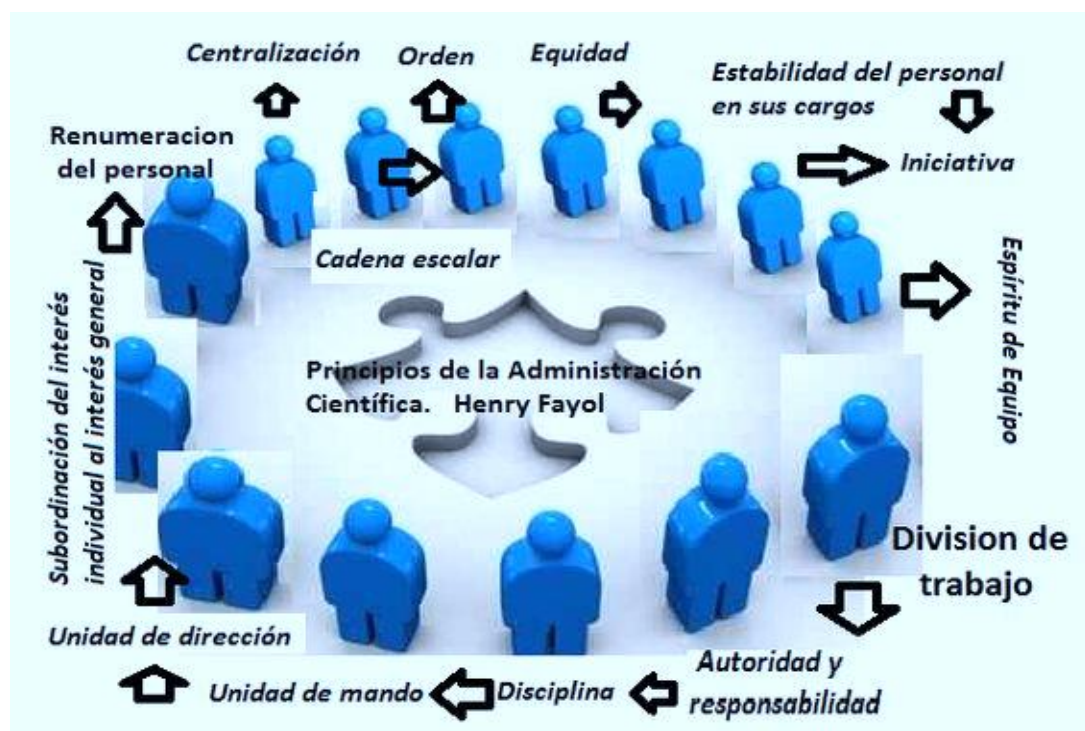 Centralización
Orden
Equidad
Estabilidad del personal
en sus cargos
Iniciativa
Renumeracion
del personal
Cadena escalar
Espíritu de Equipo
Subordinación del interés
individual al interés general
Principios de la Administración
Científica. Henry Fayol
Division de
trabajo
Unidad de dirección
Autoridad y
responsabilidad
Unidad de mando
Disciplina